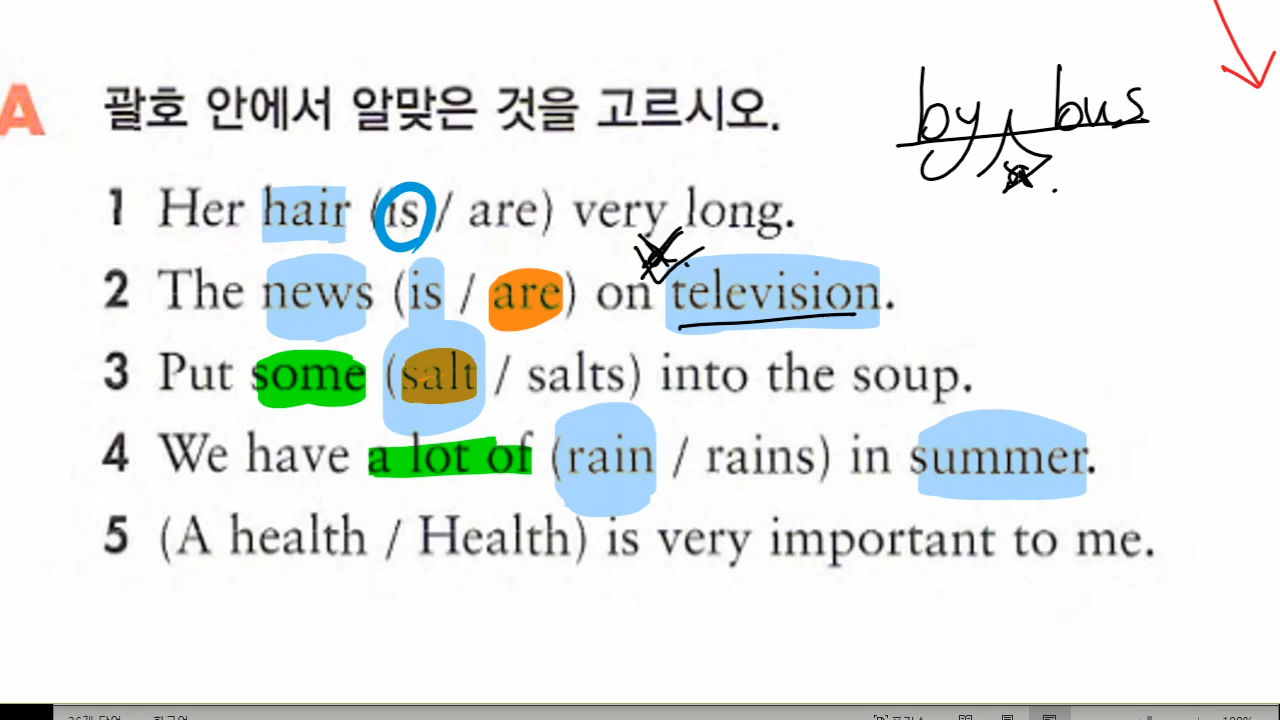 A 괄호 안에서 알맞은 것을 고르시오.
by bus
1 Her hair (is / are) very long.
2 The news (is / are) on television.
3 Put some (salt / salts) into the soup.
4 We have a lot of (rain / rains) in summer.
5 (A health / Health) is very important to me.